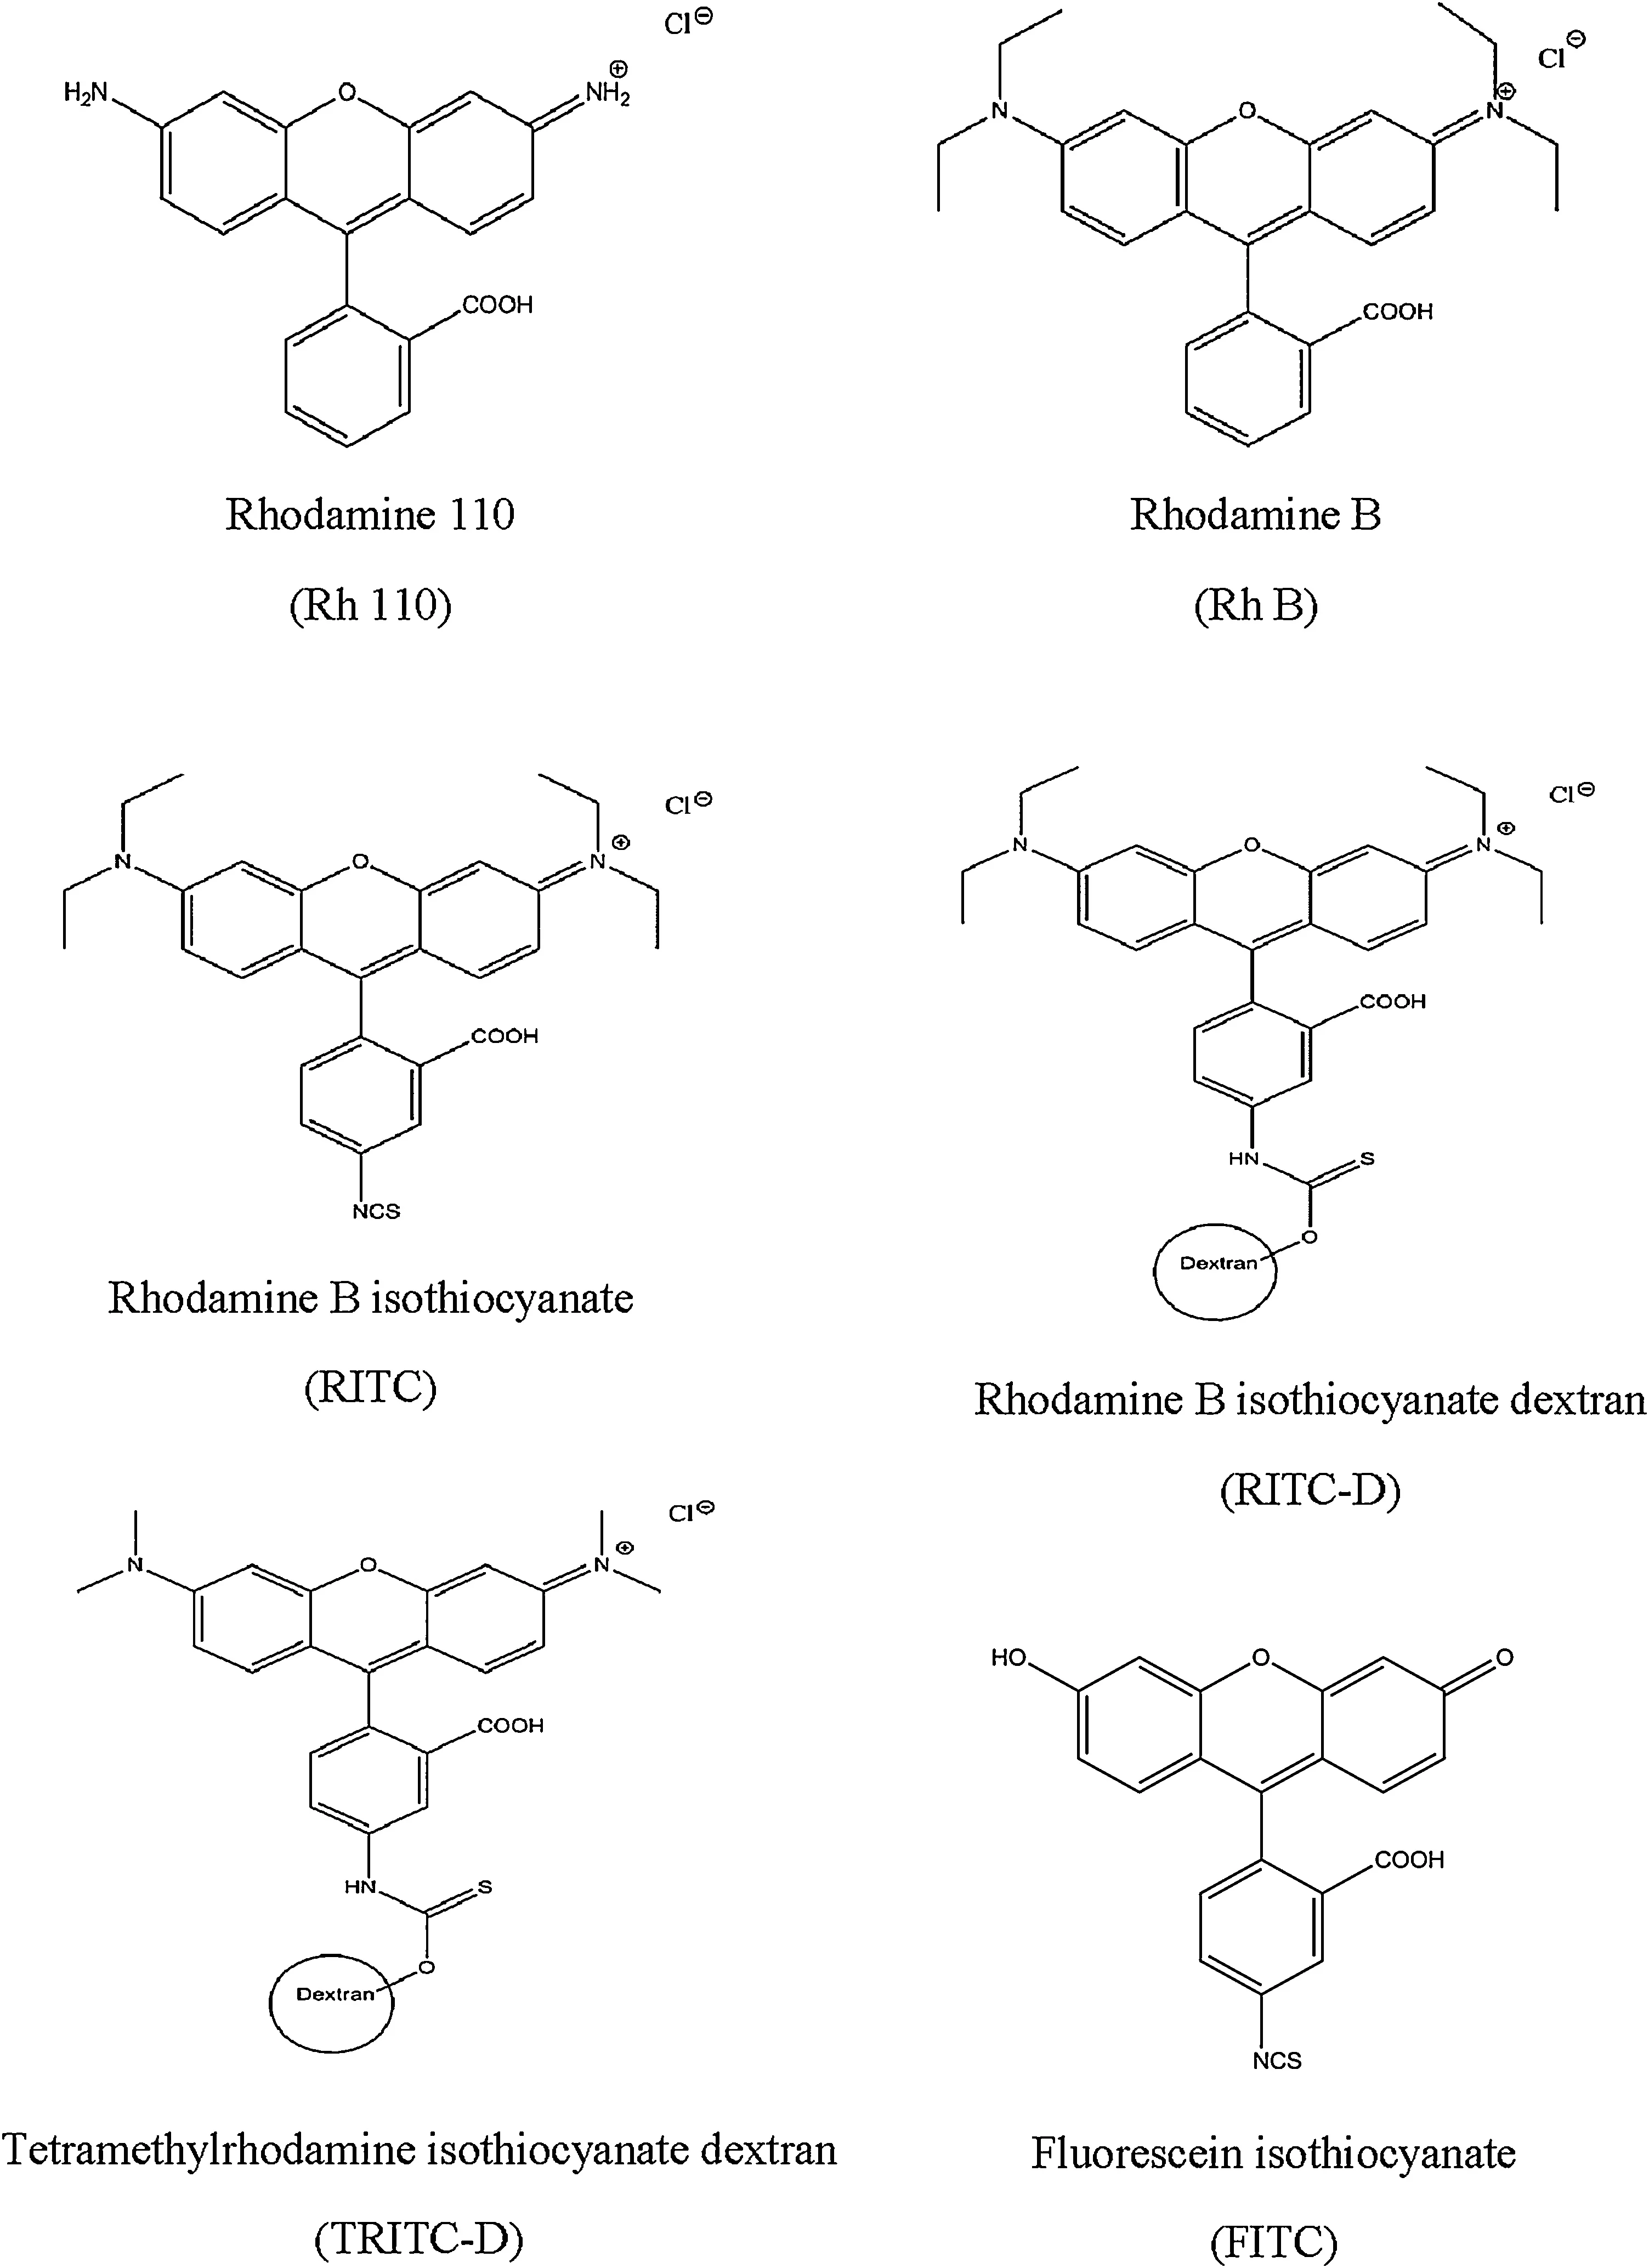 Cl⊖
H₂N
O
⊕
NH₂
COOH
Rhodamine 110
(Rh 110)
Cl⊖
N
O
N⊕
COOH
Rhodamine B
(Rh B)
Cl⊖
N
O
N⊕
COOH
NCS
Rhodamine B isothiocyanate
(RITC)
Cl⊖
N
O
N⊕
COOH
HN
S
O
Dextran
Rhodamine B isothiocyanate dextran
(RITC-D)
Cl⊖
N
O
N⊕
COOH
HN
S
O
Dextran
Tetramethylrhodamine isothiocyanate dextran
(TRITC-D)
HO
O
O
COOH
NCS
Fluorescein isothiocyanate
(FITC)